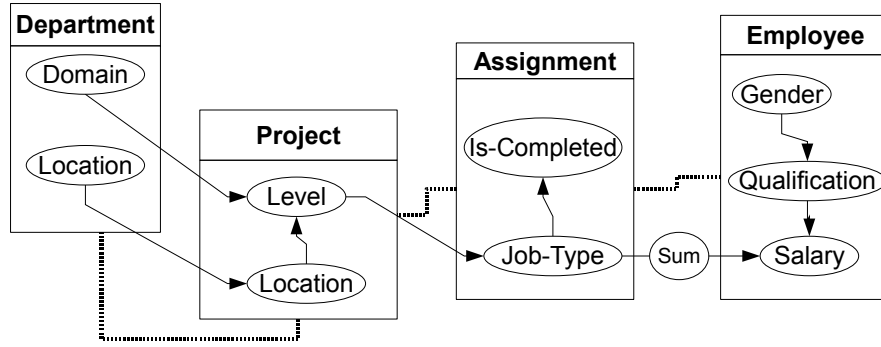 Department
Domain
Location
Project
Level
Location
Assignment
Is-Completed
Job-Type
Sum
Employee
Gender
Qualification
Salary